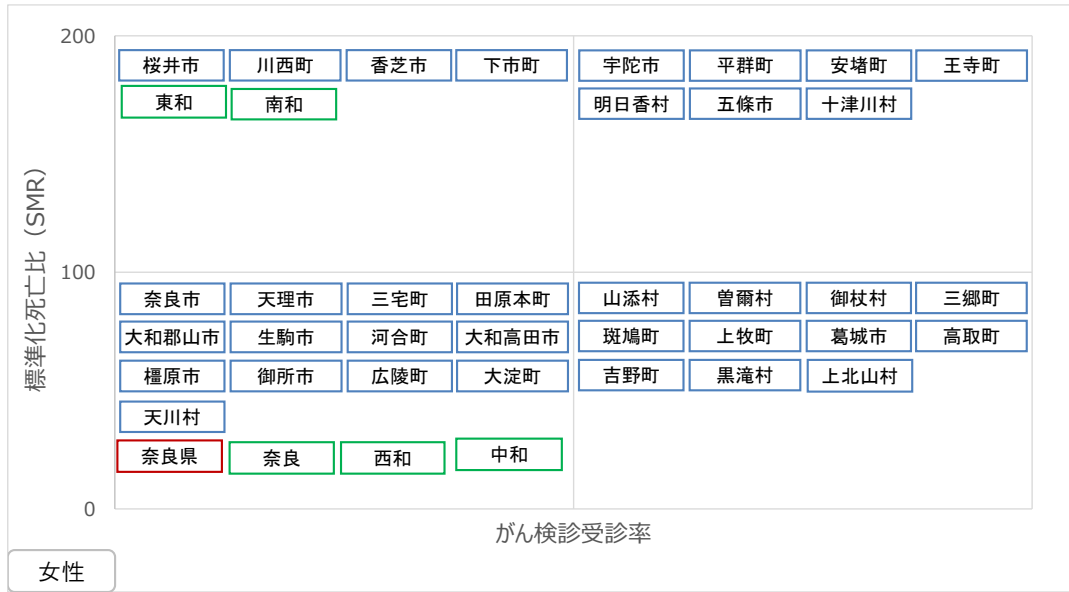 200
桜井市 川西町 香芝市 下市町 宇陀市 平群町 安堵町 王寺町
東和 南和 明日香村 五條市 十津川村
標準化死亡比（SMR）
100
奈良市 天理市 三宅町 田原本町 山添村 曽爾村 御杖村 三郷町
大和郡山市 生駒市 河合町 大和高田市 斑鳩町 上牧町 葛城市 高取町
橿原市 御所市 広陵町 大淀町 吉野町 黒滝村 上北山村
天川村
奈良県 奈良 西和 中和
0
がん検診受診率
女性